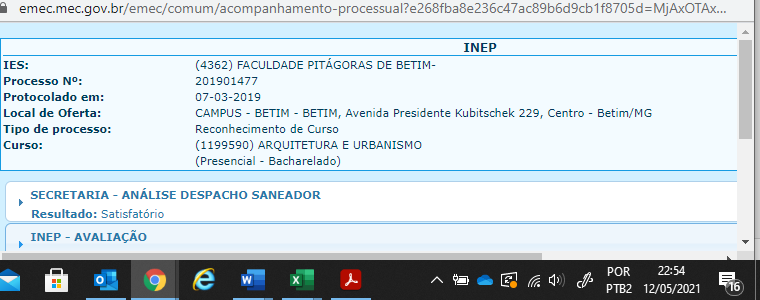 emec.mec.gov.br/emec/comum/acompanhamento-processual?e268fba8e236c47ac89b6d9cb1f8705d=MjAxOTAx...
INEP
IES: (4362) FACULDADE PITÁGORAS DE BETIM-
Processo Nº: 201901477
Protocolado em: 07-03-2019
Local de Oferta: CAMPUS - BETIM - BETIM, Avenida Presidente Kubitschek 229, Centro - Betim/MG
Tipo de processo: Reconhecimento de Curso
Curso: (1199590) ARQUITETURA E URBANISMO
(Presencial - Bacharelado)
SECRETARIA - ANÁLISE DESPACHO SANEADOR
Resultado: Satisfatório
INEP - AVALIAÇÃO
POR 22:54
PTB2 12/05/2021
16